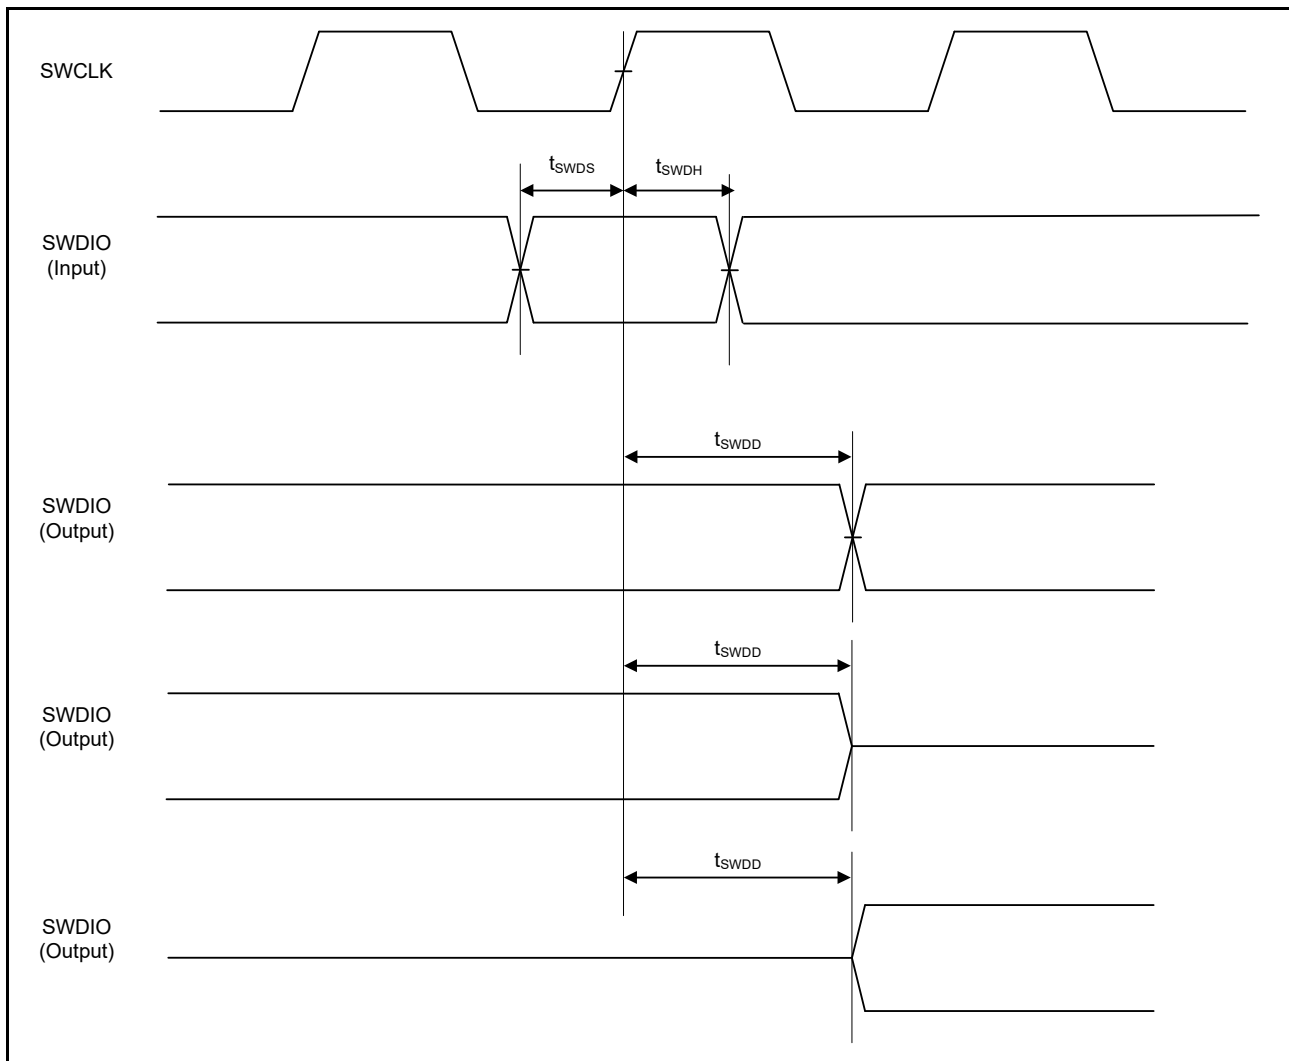 SWCLK
tSWDS
tSWDH
SWDIO
(Input)
tSWDD
SWDIO
(Output)
tSWDD
SWDIO
(Output)
tSWDD
SWDIO
(Output)